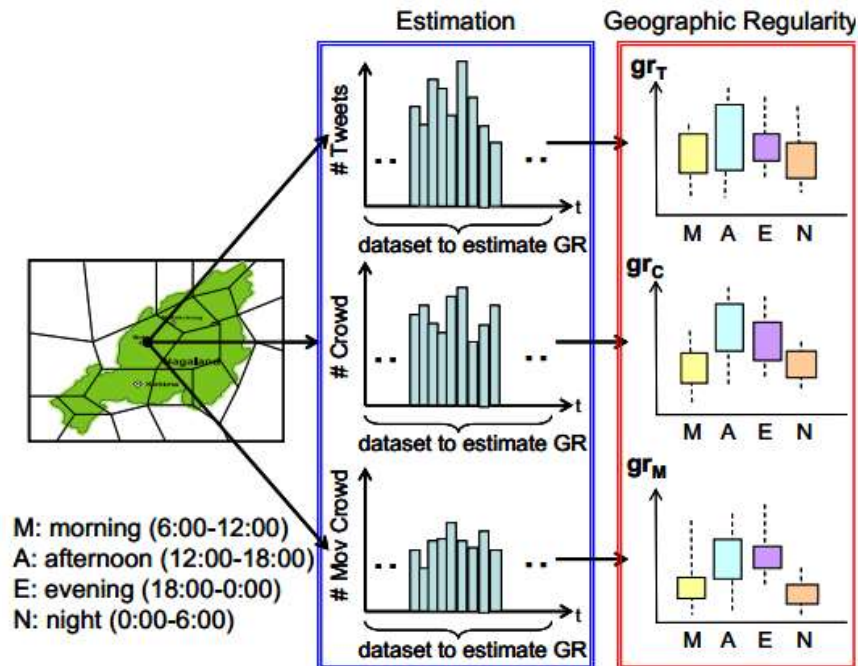 Estimation
Geographic Regularity
# Tweets
t
dataset to estimate GR
gr_T
M A E N
# Crowd
t
dataset to estimate GR
gr_C
M A E N
# Mov Crowd
t
dataset to estimate GR
gr_M
M A E N
Nagaland
M: morning (6:00-12:00)
A: afternoon (12:00-18:00)
E: evening (18:00-0:00)
N: night (0:00-6:00)